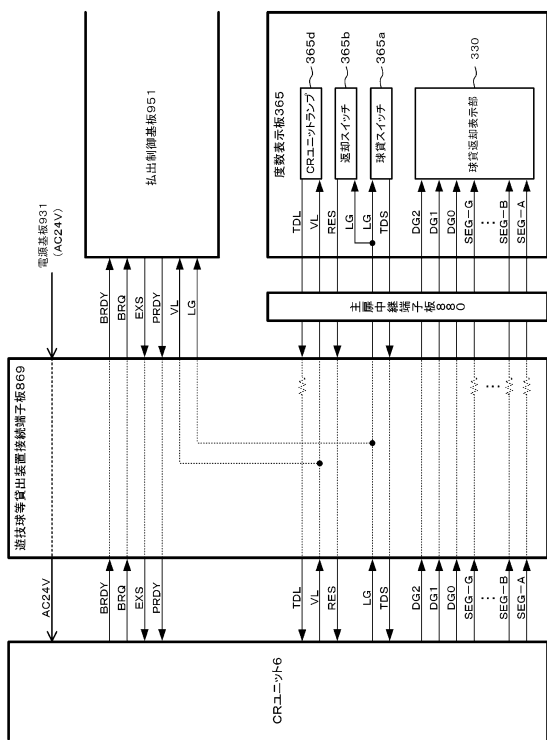 電源基板931
(AC24V)
払出制御基板951
度数表示板365
CRユニットランプ
365d
返却スイッチ
365b
球貸スイッチ
365a
球貸返却表示部
330
BRDY
BRQ
EXS
PRDY
VL
LG
TDL
VL
RES
LG
LG
TDS
DG2
DG1
DG0
SEG-G
SEG-B
SEG-A
主扉中継端子板880
遊技球等貸出装置接続端子板869
AC24V
BRDY
BRQ
EXS
PRDY
TDL
VL
RES
LG
TDS
DG2
DG1
DG0
SEG-G
SEG-B
SEG-A
CRユニット6